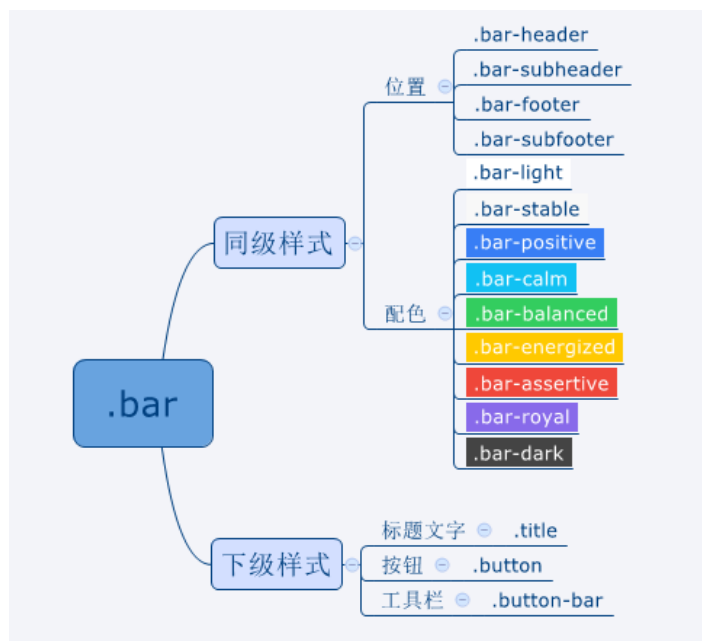 .bar
同级样式
位置
.bar-header
.bar-subheader
.bar-footer
.bar-subfooter
配色
.bar-light
.bar-stable
.bar-positive
.bar-calm
.bar-balanced
.bar-energized
.bar-assertive
.bar-royal
.bar-dark
下级样式
标题文字 .title
按钮 .button
工具栏 .button-bar